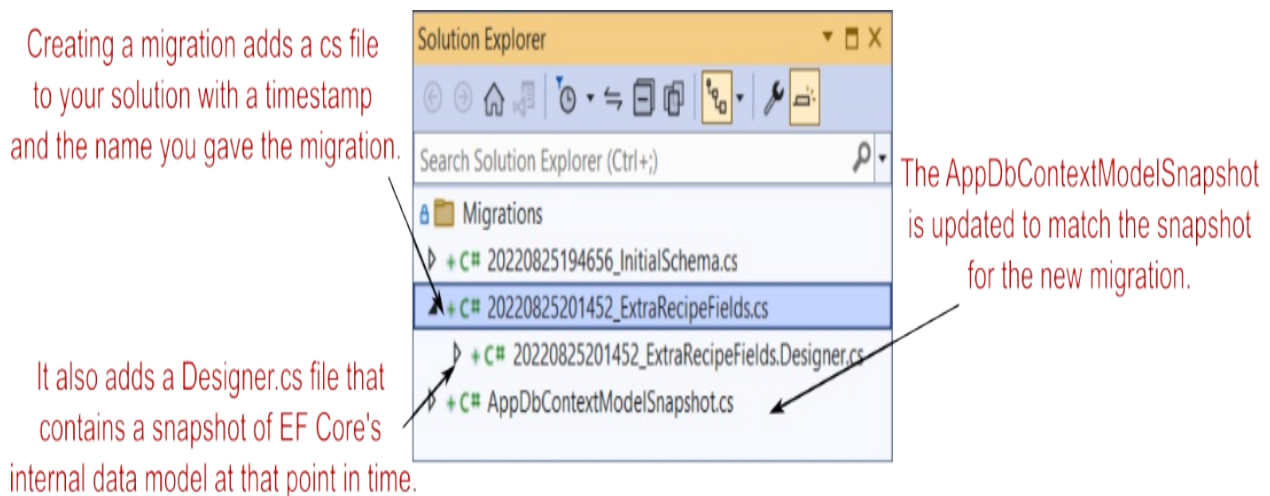 Creating a migration adds a cs file
to your solution with a timestamp
and the name you gave the migration.
It also adds a Designer.cs file that
contains a snapshot of EF Core's
internal data model at that point in time.
Solution Explorer
Search Solution Explorer (Ctrl+;)
Migrations
C# 20220825194656_InitialSchema.cs
C# 20220825201452_ExtraRecipeFields.cs
C# 20220825201452_ExtraRecipeFields.Designer.cs
C# AppDbContextModelSnapshot.cs
The AppDbContextModelSnapshot
is updated to match the snapshot
for the new migration.